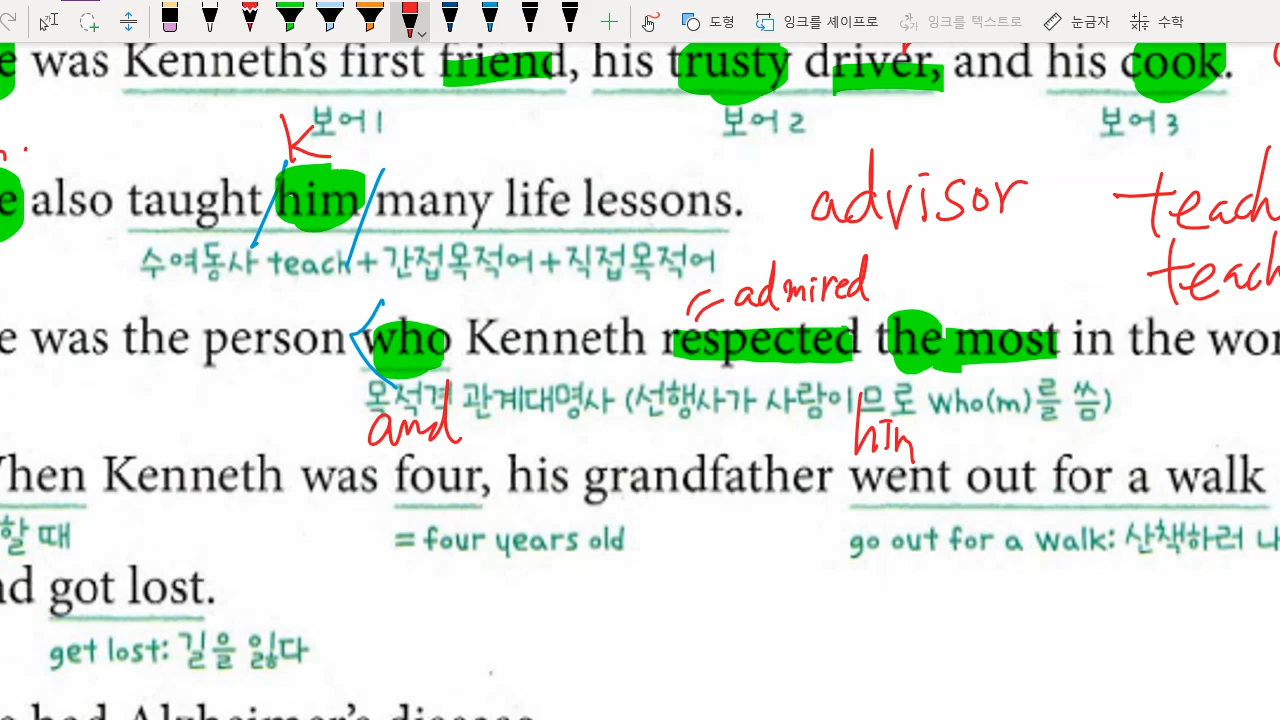 도형 잉크를 셰이프로 잉크를 텍스트로 눈금자 수학
was Kenneth's first friend, his trusty driver, and his cook.
보어 1 보어 2 보어 3
K
also taught him many life lessons. advisor teach
수여동사 teach + 간접목적어 + 직접목적어 teach
= admired
was the person who Kenneth respected the most in the wor
목적격 관계대명사 (선행사가 사람이므로 who(m)를 씀)
and him
When Kenneth was four, his grandfather went out for a walk
할 때 = four years old go out for a walk: 산책하러 나
nd got lost.
get lost: 길을 잃다
had Alzheimer's disease